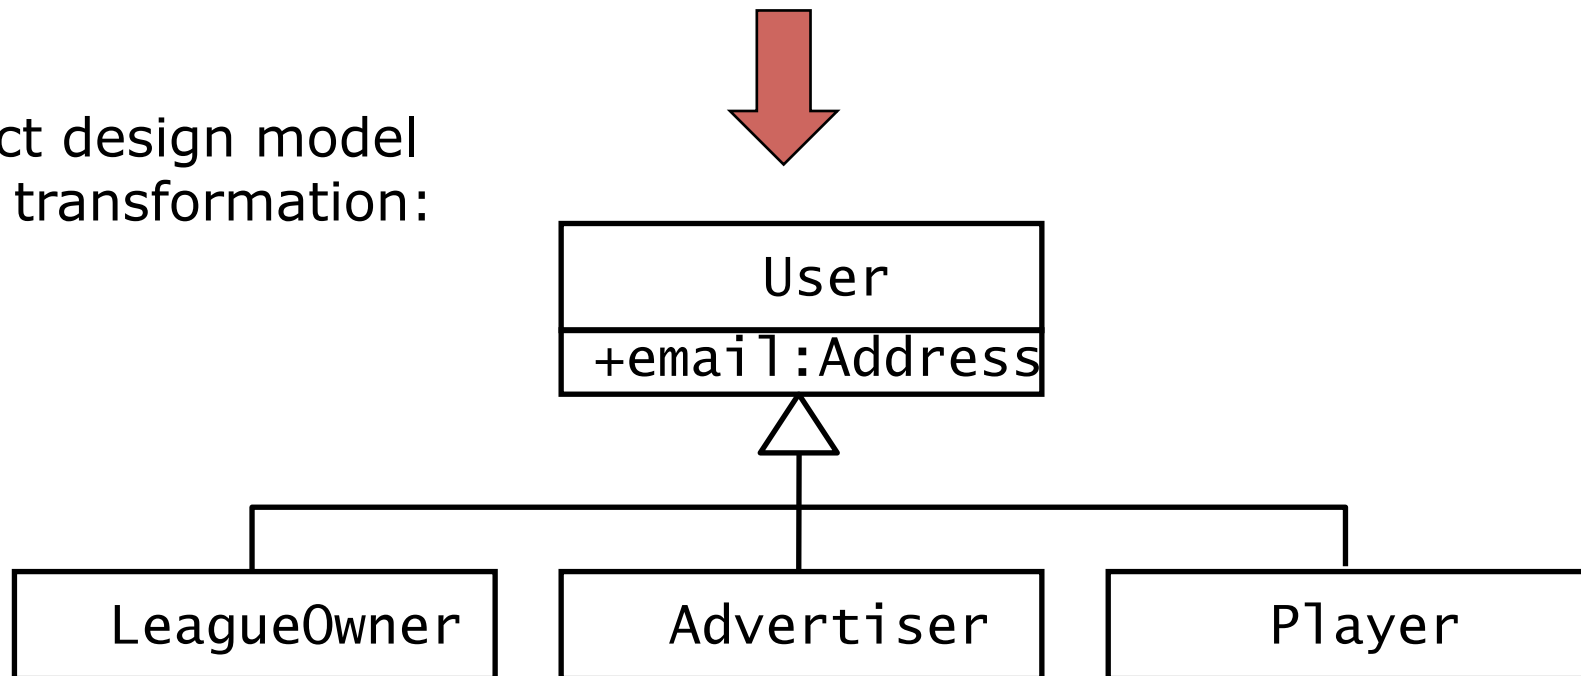 ct design model
transformation:
User
+email:Address
LeagueOwner
Advertiser
Player